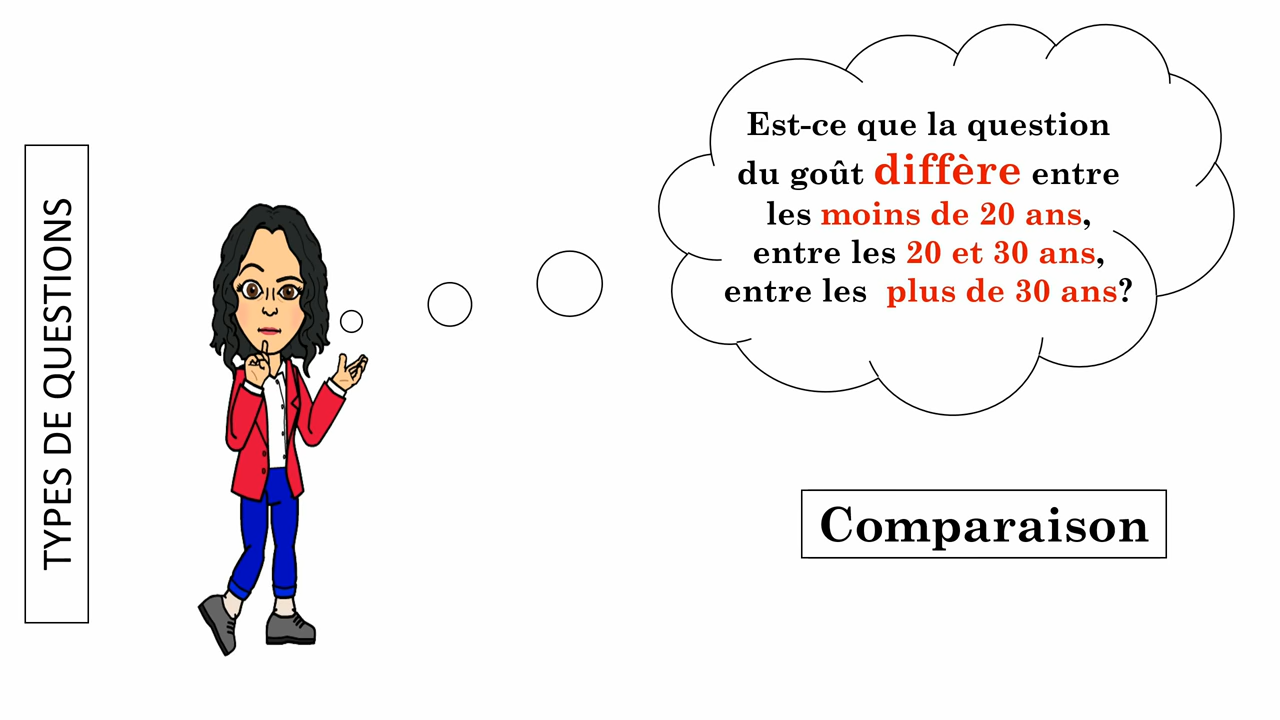 TYPES DE QUESTIONS
Est-ce que la question
du goût diffère entre
les moins de 20 ans,
entre les 20 et 30 ans,
entre les plus de 30 ans?
Comparaison